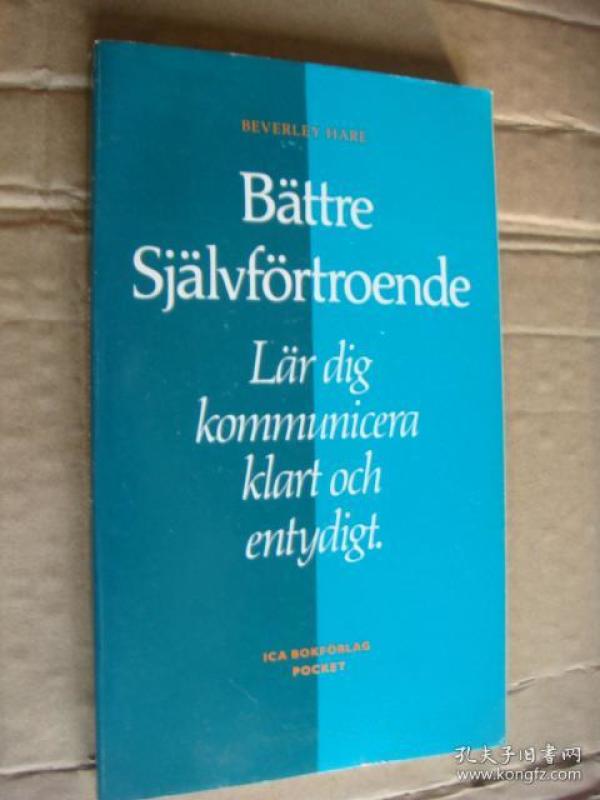 BEVERLEY HARE
Bättre
Självförtroende
Lär dig
kommunicera
klart och
entydigt.
ICA BOKFÖRLAG
POCKET
孔夫子旧书网
www.kongfz.com